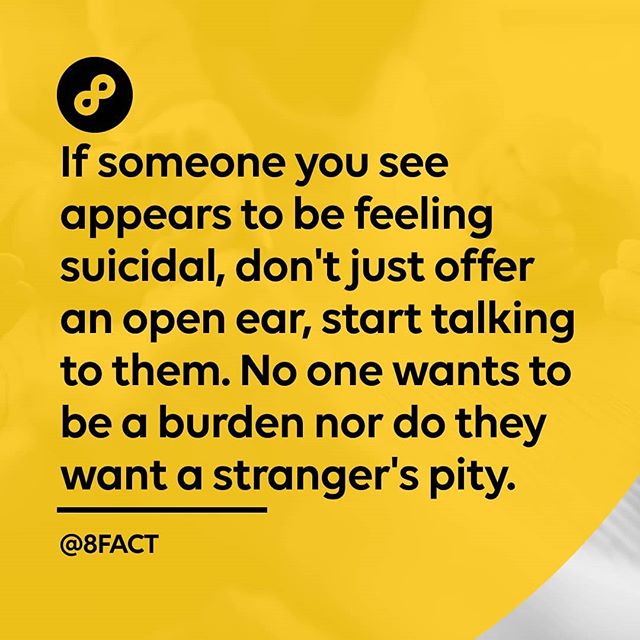 If someone you see
appears to be feeling
suicidal, don't just offer
an open ear, start talking
to them. No one wants to
be a burden nor do they
want a stranger's pity.
@8FACT